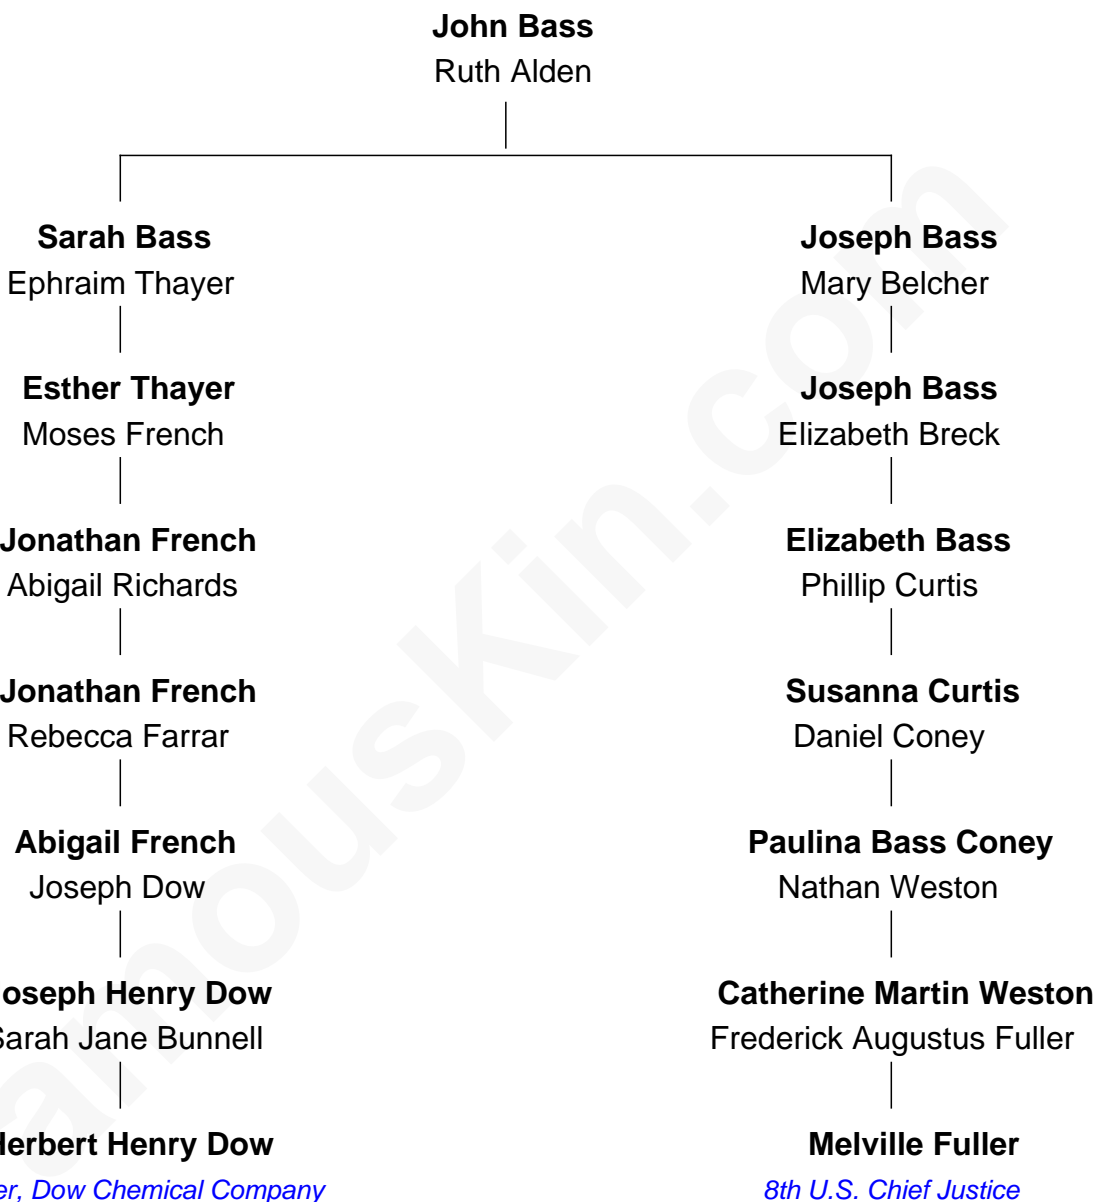 John Bass
Ruth Alden
Sarah Bass
Ephraim Thayer
Joseph Bass
Mary Belcher
Esther Thayer
Moses French
Joseph Bass
Elizabeth Breck
Jonathan French
Abigail Richards
Elizabeth Bass
Phillip Curtis
Jonathan French
Rebecca Farrar
Susanna Curtis
Daniel Coney
Abigail French
Joseph Dow
Paulina Bass Coney
Nathan Weston
oseph Henry Dow
Sarah Jane Bunnell
Catherine Martin Weston
Frederick Augustus Fuller
Herbert Henry Dow
er, Dow Chemical Company
Melville Fuller
8th U.S. Chief Justice
amouskin.com